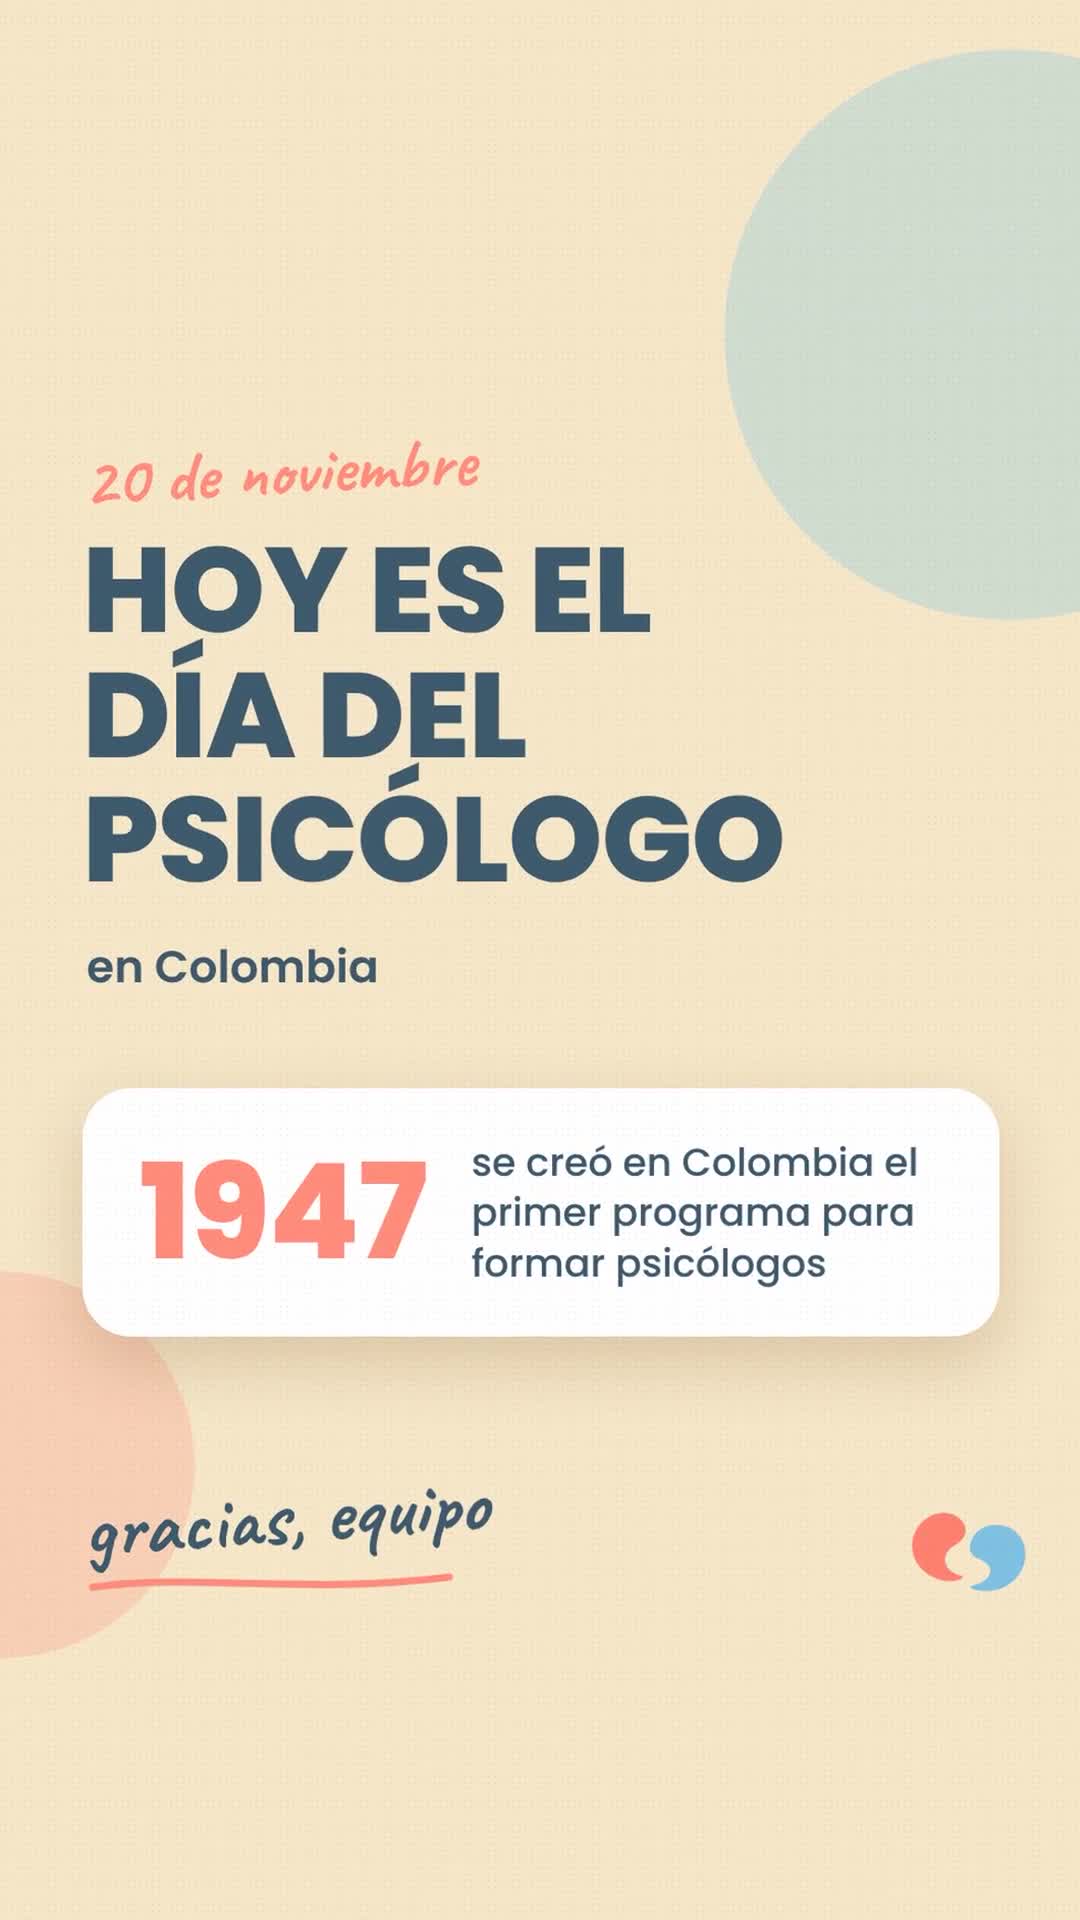 20 de noviembre
HOY ES EL
DÍA DEL
PSICÓLOGO
en Colombia
1947
se creó en Colombia el
primer programa para
formar psicólogos
gracias, equipo